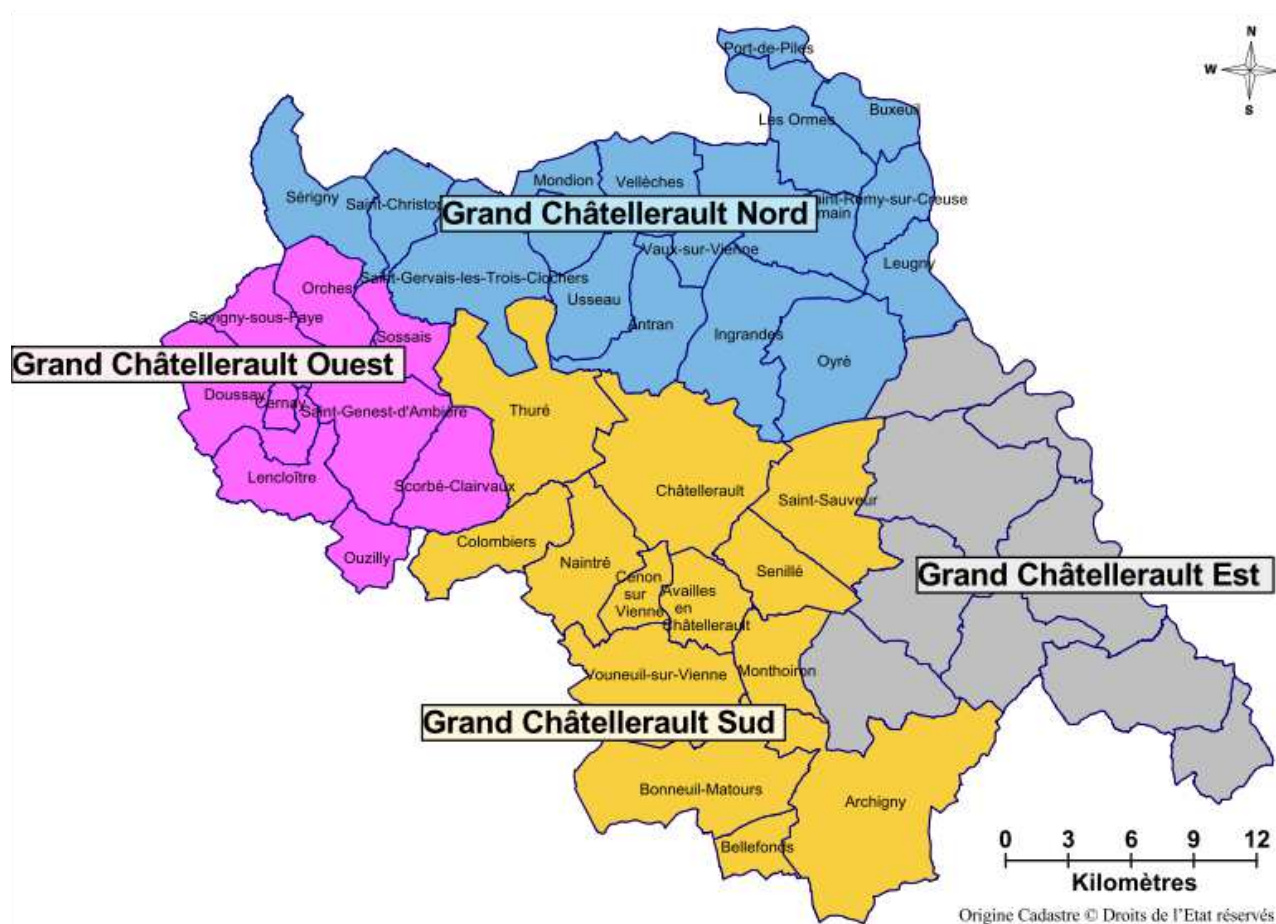 Port-de-Piles
N
W
S
Les Ormes
Buxeuil
Mondion
Vellèches
Sérigny
Saint-Christop
Grand Châtellerault Nord
int-Rémy-sur-Creuse
main
Vaux-sur-Vienne
Leugny
Saint-Gervais-les-Trois-Clochers
Orches
Usseau
Savigny-sous-Faye
Antran
Ingrandes
Sossais
Oyré
Grand Châtellerault Ouest
Doussay
Cernay
Saint-Genest-d'Ambière
Thuré
Lencloître
Scorbé-Clairvaux
Châtellerault
Saint-Sauveur
Ouzilly
Colombiers
Naintré
Cenon
sur
Vienne
Availles
en
Châtellerault
Senillé
Grand Châtellerault Est
Vouneuil-sur-Vienne
Monthoiron
Grand Châtellerault Sud
Bonneuil-Matours
Archigny
Bellefonds
0 3 6 9 12
Kilomètres
Origine Cadastre © Droits de l'Etat réservés